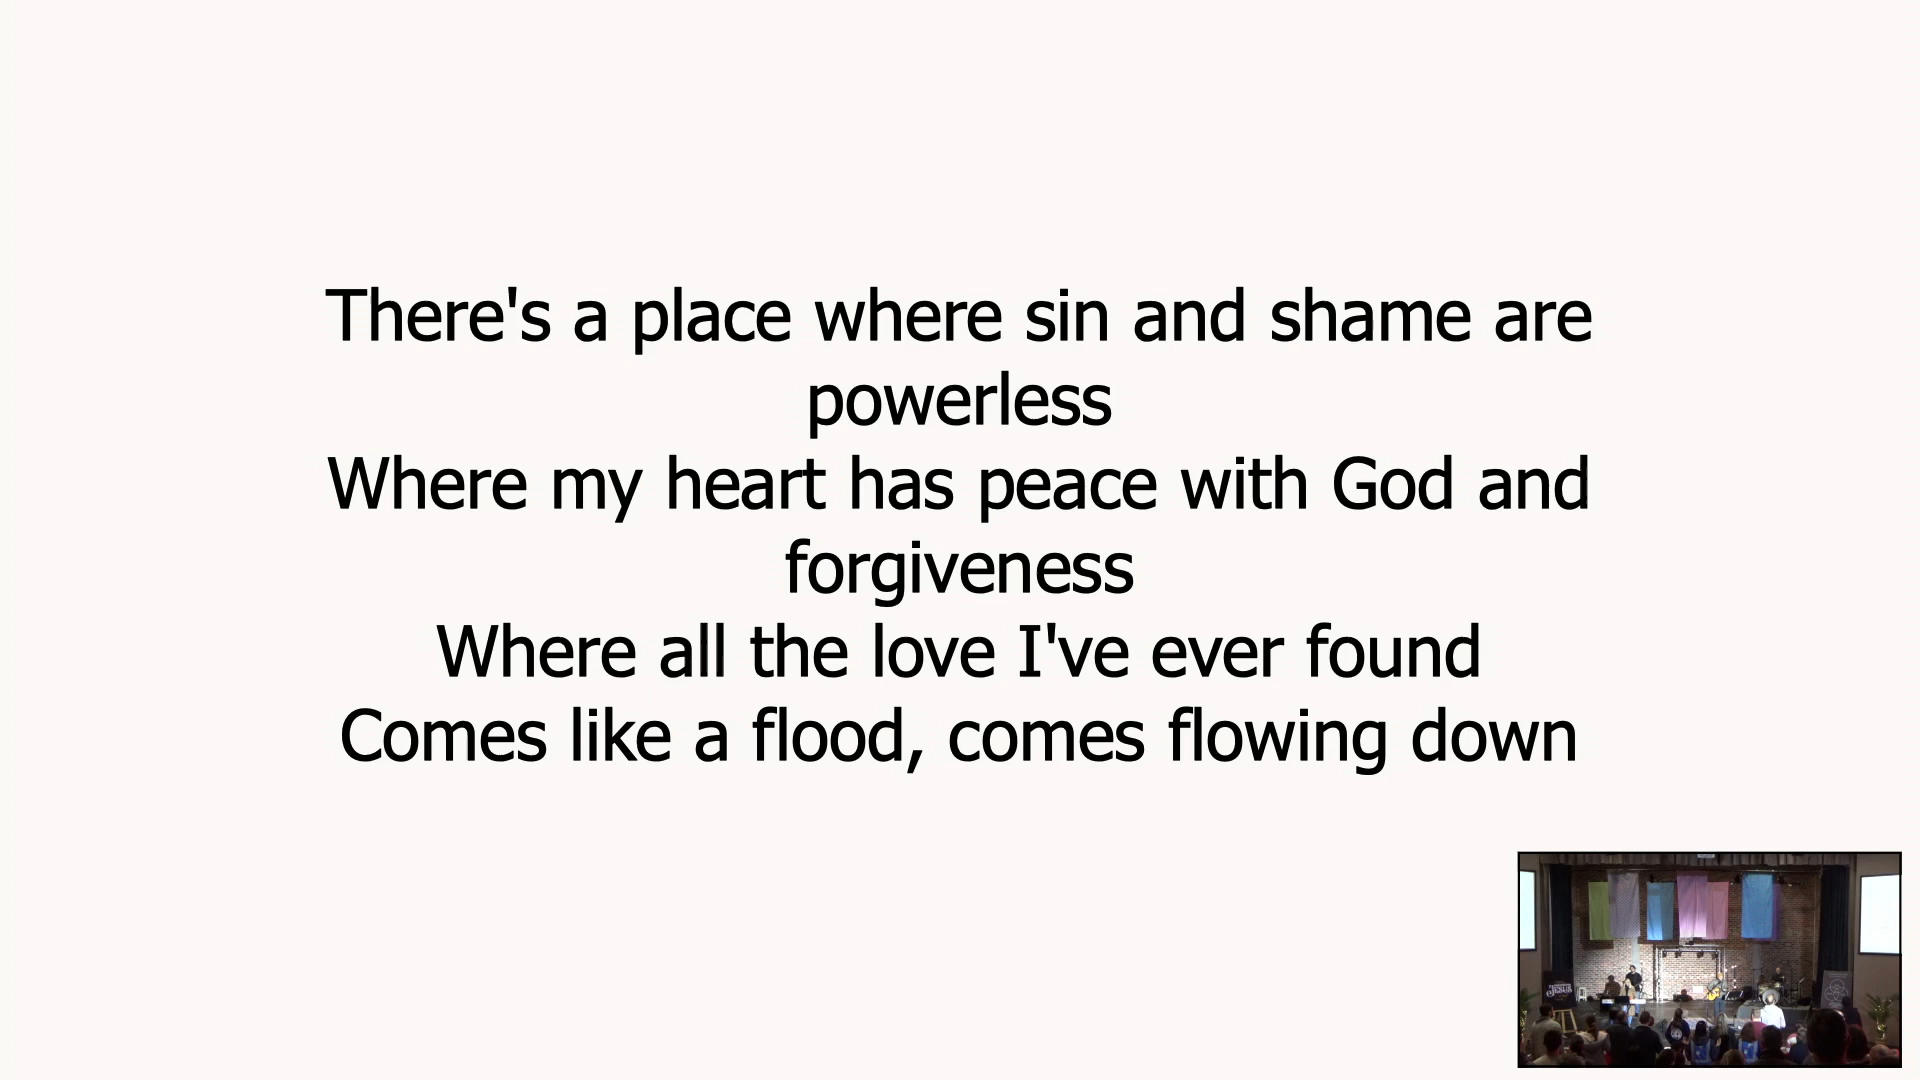 There's a place where sin and shame are
powerless
Where my heart has peace with God and
forgiveness
Where all the love I've ever found
Comes like a flood, comes flowing down
JESUS